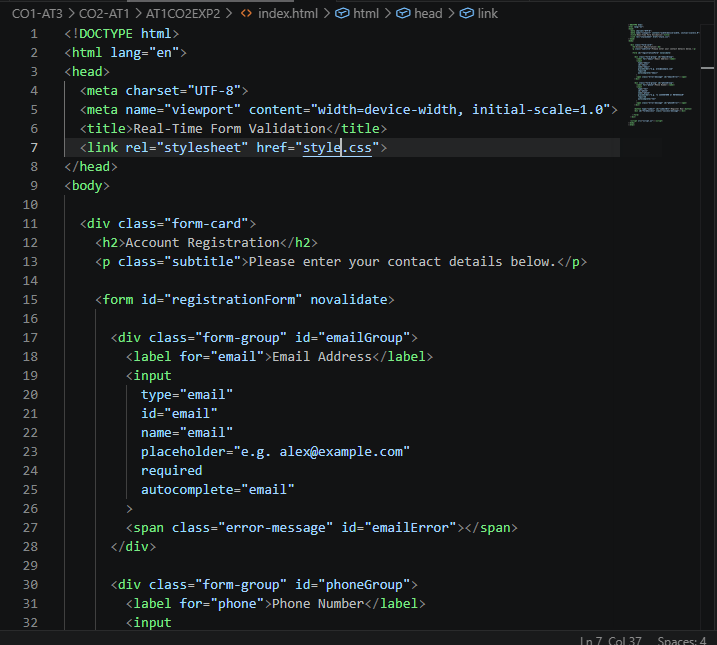 CO1-AT3 > CO2-AT1 > AT1CO2EXP2 > <> index.html > html > head > link
1 <!DOCTYPE html>
2 <html lang="en">
3 <head>
4 <meta charset="UTF-8">
5 <meta name="viewport" content="width=device-width, initial-scale=1.0">
6 <title>Real-Time Form Validation</title>
7 <link rel="stylesheet" href="style.css">
8 </head>
9 <body>
10
11 <div class="form-card">
12 <h2>Account Registration</h2>
13 <p class="subtitle">Please enter your contact details below.</p>
14
15 <form id="registrationForm" novalidate>
16
17 <div class="form-group" id="emailGroup">
18 <label for="email">Email Address</label>
19 <input
20 type="email"
21 id="email"
22 name="email"
23 placeholder="e.g. alex@example.com"
24 required
25 autocomplete="email"
26 >
27 <span class="error-message" id="emailError"></span>
28 </div>
29
30 <div class="form-group" id="phoneGroup">
31 <label for="phone">Phone Number</label>
32 <input
Ln 7, Col 37 Spaces: 4